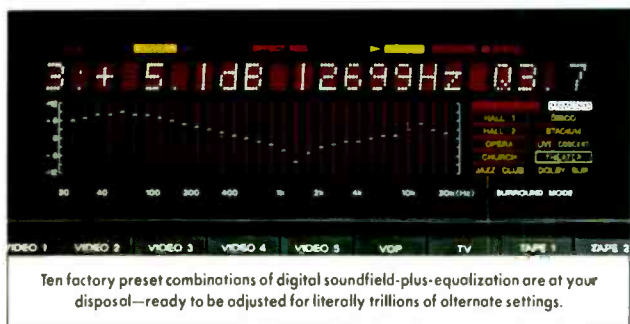 EFFECT REC
3:+ 5.1dB 12699Hz Q3.7
HALL 1 DISCO
HALL 2 STADIUM
OPERA LIVE CONCERT
CHURCH THEATER
JAZZ CLUB DOLBY SUR
40 100 200 400 1k 2k 4k 10k 20k(Hz) SURROUND MODE
VIDEO 1 VIDEO 2 VIDEO 3 VIDEO 4 VIDEO 5 VDP TV TAPE 1 TAPE 2
Ten factory preset combinations of digital soundfield-plus-equalization are at your
disposal—ready to be adjusted for literally trillions of alternate settings.